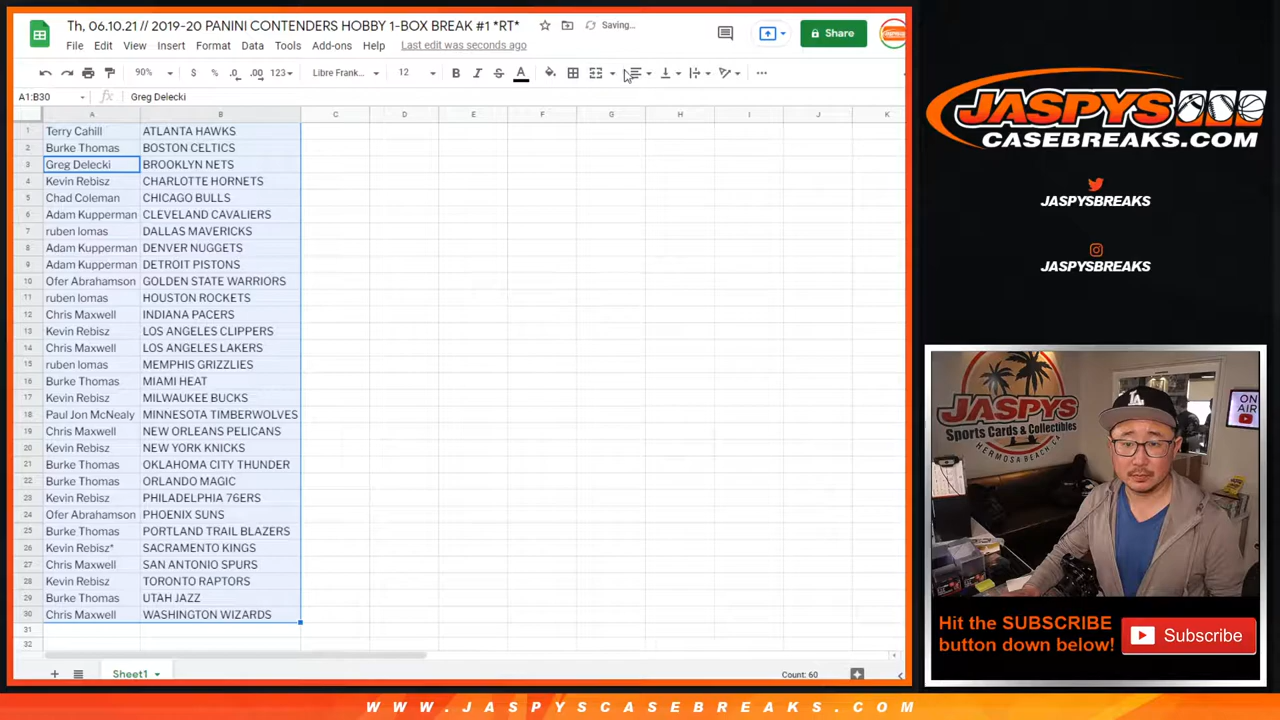 Th, 06.10.21 // 2019-20 PANINI CONTENDERS HOBBY 1-BOX BREAK #1 *RT*
Saving...
File Edit View Insert Format Data Tools Add-ons Help Last edit was seconds ago
Share
90% $ % .0 .00 123 Libre Frank... 12 B I S A
A1:B30 fx Greg Delecki
A B C D E F G H I J K
1 Terry Cahill ATLANTA HAWKS
2 Burke Thomas BOSTON CELTICS
3 Greg Delecki BROOKLYN NETS
4 Kevin Rebisz CHARLOTTE HORNETS
5 Chad Coleman CHICAGO BULLS
6 Adam Kupperman CLEVELAND CAVALIERS
7 ruben lomas DALLAS MAVERICKS
8 Adam Kupperman DENVER NUGGETS
9 Adam Kupperman DETROIT PISTONS
10 Ofer Abrahamson GOLDEN STATE WARRIORS
11 ruben lomas HOUSTON ROCKETS
12 Chris Maxwell INDIANA PACERS
13 Kevin Rebisz LOS ANGELES CLIPPERS
14 Chris Maxwell LOS ANGELES LAKERS
15 ruben lomas MEMPHIS GRIZZLIES
16 Burke Thomas MIAMI HEAT
17 Kevin Rebisz MILWAUKEE BUCKS
18 Paul Jon McNealy MINNESOTA TIMBERWOLVES
19 Chris Maxwell NEW ORLEANS PELICANS
20 Kevin Rebisz NEW YORK KNICKS
21 Burke Thomas OKLAHOMA CITY THUNDER
22 Burke Thomas ORLANDO MAGIC
23 Kevin Rebisz PHILADELPHIA 76ERS
24 Ofer Abrahamson PHOENIX SUNS
25 Burke Thomas PORTLAND TRAIL BLAZERS
26 Kevin Rebisz* SACRAMENTO KINGS
27 Chris Maxwell SAN ANTONIO SPURS
28 Kevin Rebisz TORONTO RAPTORS
29 Burke Thomas UTAH JAZZ
30 Chris Maxwell WASHINGTON WIZARDS
31
32
Sheet1
Count: 60
JASPYS
CASEBREAKS.COM
JASPYSBREAKS
JASPYSBREAKS
JASPYS
Sports Cards & Collectibles
HERMOSA BEACH, CA
LA
ON
AIR
Hit the SUBSCRIBE
button down below!
Subscribe
WWW.JASPYSCASEBREAKS.COM